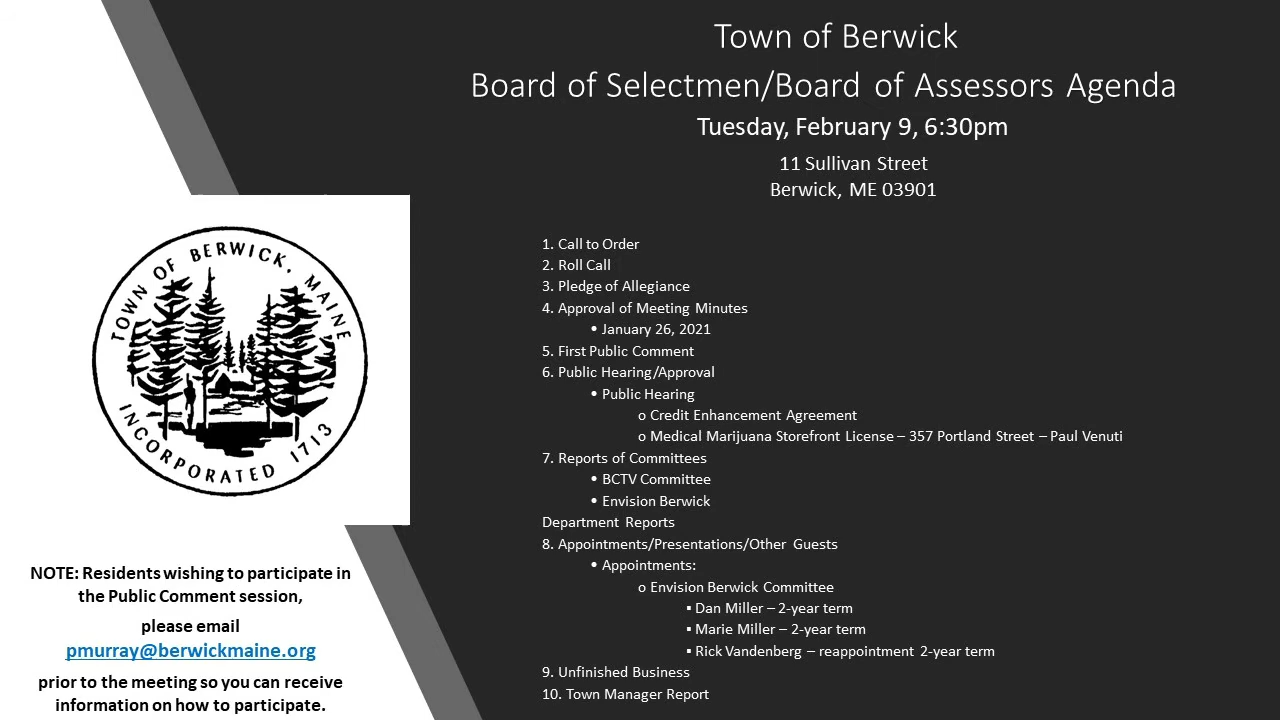 Town of Berwick
Board of Selectmen/Board of Assessors Agenda
Tuesday, February 9, 6:30pm
11 Sullivan Street
Berwick, ME 03901
TOWN OF BERWICK, MAINE
INCORPORATED 1713
1. Call to Order
2. Roll Call
3. Pledge of Allegiance
4. Approval of Meeting Minutes
• January 26, 2021
5. First Public Comment
6. Public Hearing/Approval
• Public Hearing
o Credit Enhancement Agreement
o Medical Marijuana Storefront License – 357 Portland Street – Paul Venuti
7. Reports of Committees
• BCTV Committee
• Envision Berwick
Department Reports
8. Appointments/Presentations/Other Guests
• Appointments:
o Envision Berwick Committee
▪ Dan Miller – 2-year term
▪ Marie Miller – 2-year term
▪ Rick Vandenberg – reappointment 2-year term
9. Unfinished Business
10. Town Manager Report
NOTE: Residents wishing to participate in
the Public Comment session,
please email
pmurray@berwickmaine.org
prior to the meeting so you can receive
information on how to participate.